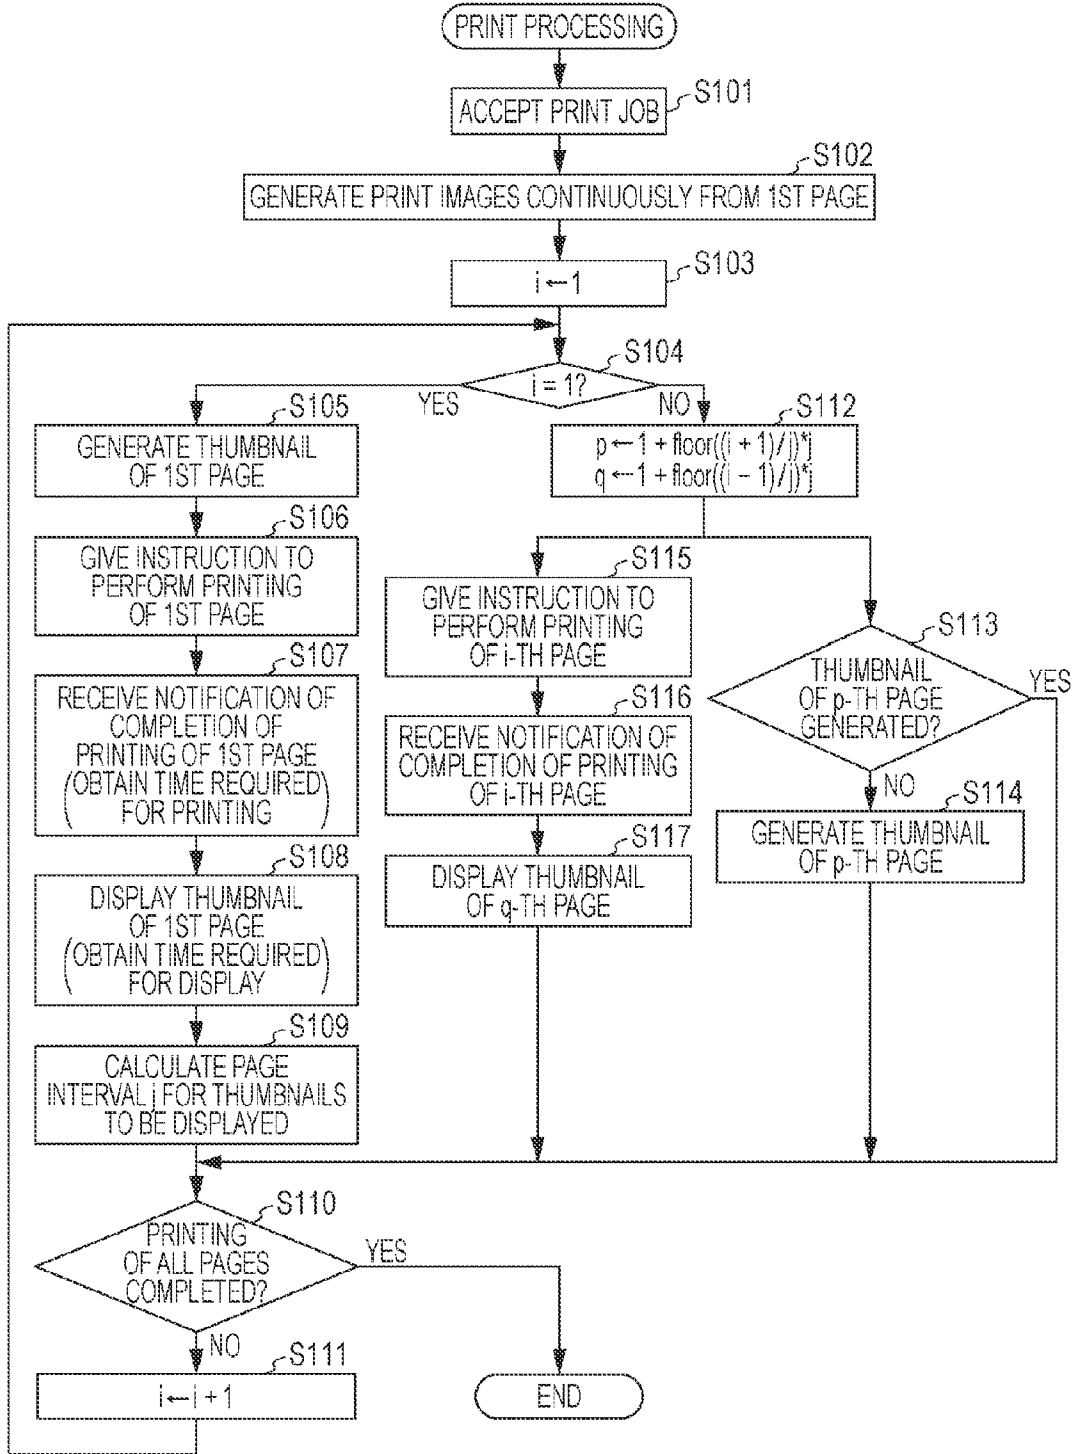 PRINT PROCESSING
S101
ACCEPT PRINT JOB
S102
GENERATE PRINT IMAGES CONTINUOUSLY FROM 1ST PAGE
S103
i ← 1
S104
i = 1?
YES
NO
S105
GENERATE THUMBNAIL
OF 1ST PAGE
S106
GIVE INSTRUCTION TO
PERFORM PRINTING
OF 1ST PAGE
S107
RECEIVE NOTIFICATION OF
COMPLETION OF
PRINTING OF 1ST PAGE
(OBTAIN TIME REQUIRED
FOR PRINTING)
S108
DISPLAY THUMBNAIL
OF 1ST PAGE
(OBTAIN TIME REQUIRED
FOR DISPLAY)
S109
CALCULATE PAGE
INTERVAL j FOR THUMBNAILS
TO BE DISPLAYED
S112
p ← 1 + floor((i + 1)/j)*j
q ← 1 + floor((i − 1)/j)*j
S115
GIVE INSTRUCTION TO
PERFORM PRINTING
OF i-TH PAGE
S116
RECEIVE NOTIFICATION OF
COMPLETION OF PRINTING
OF i-TH PAGE
S117
DISPLAY THUMBNAIL
OF q-TH PAGE
S113
THUMBNAIL
OF p-TH PAGE
GENERATED?
YES
NO
S114
GENERATE THUMBNAIL
OF p-TH PAGE
S110
PRINTING
OF ALL PAGES
COMPLETED?
YES
NO
S111
i ← i + 1
END